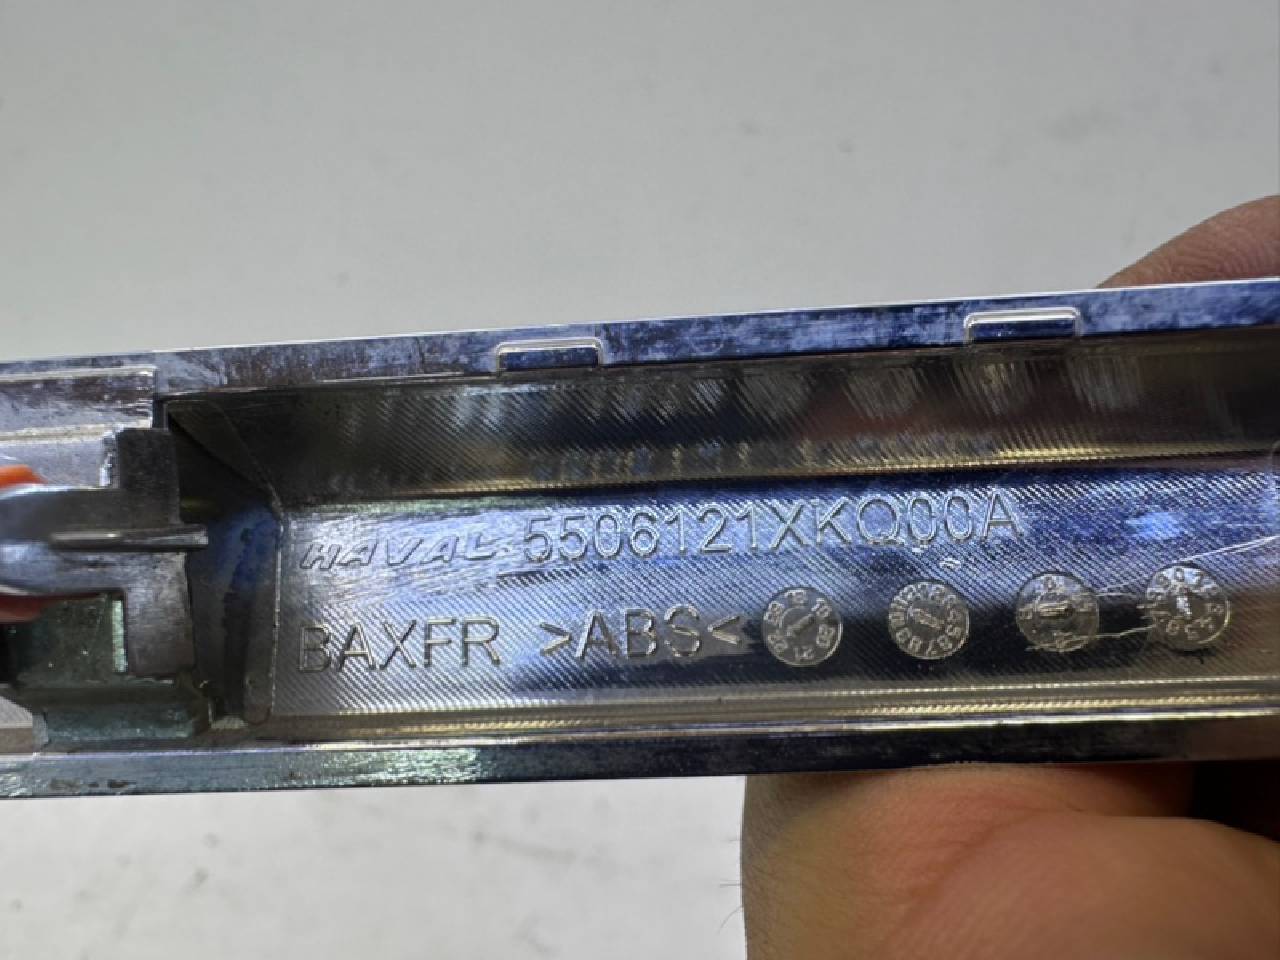 HAVAL 5506121XKQ00A
BAXFR >ABS<